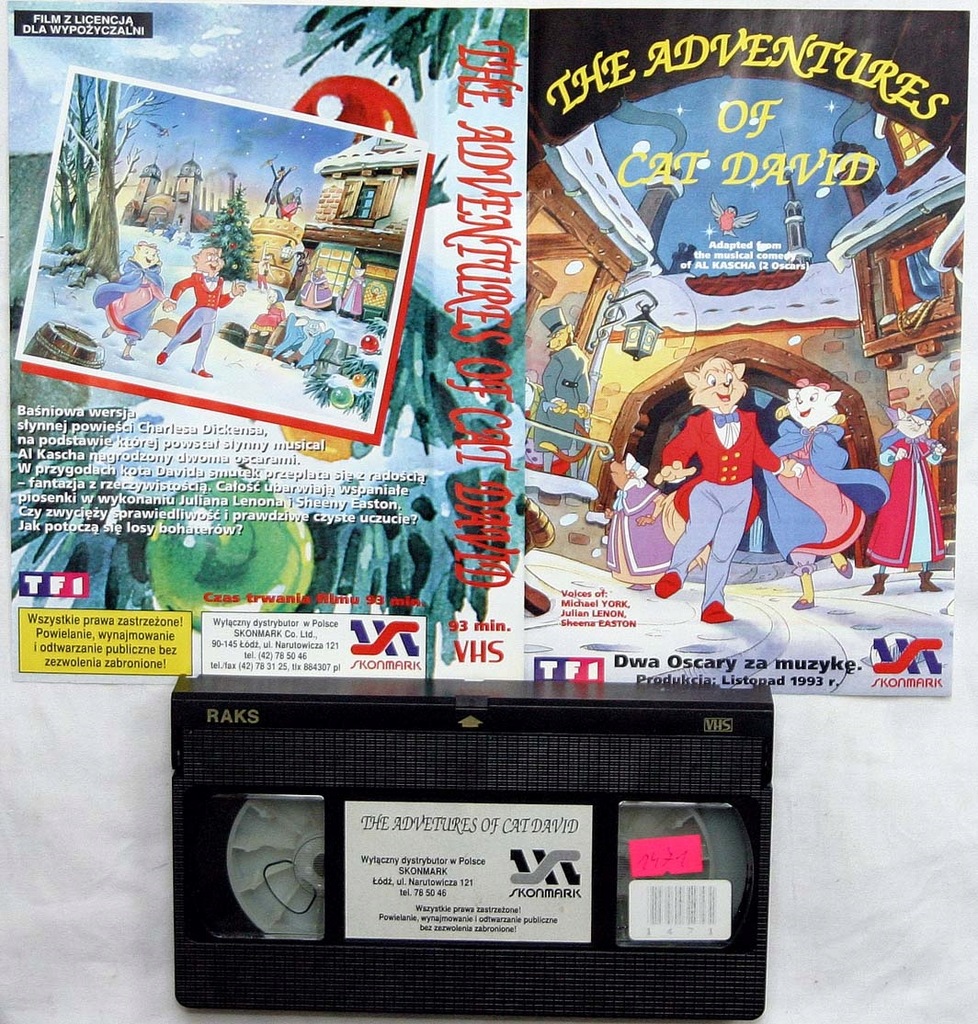 FILM Z LICENCJĄ
DLA WYPOŻYCZALNI
Baśniowa wersja
słynnej powieści Charlesa Dickensa,
na podstawie której powstał słynny musical
Al Kascha nagrodzony dwoma oscarami.
W przygodach kota Davida smutek przeplata się z radością
– fantazja z rzeczywistością. Całość ubarwiają wspaniałe
piosenki w wykonaniu Juliana Lenona i Sheeny Easton.
Czy zwycięży sprawiedliwość i prawdziwe czyste uczucie?
Jak potoczą się losy bohaterów?
TF1
Czas trwania filmu 93 min.
Wszystkie prawa zastrzeżone!
Powielanie, wynajmowanie
i odtwarzanie publiczne bez
zezwolenia zabronione!
Wyłączny dystrybutor w Polsce
SKONMARK Co. Ltd.,
90-145 Łódź, ul. Narutowicza 121
tel. (42) 78 50 46
tel./fax (42) 78 31 25, tlx 884307 pl
SKONMARK
THE ADVENTURES OF CAT DAVID
93 min.
VHS
THE ADVENTURES
OF
CAT DAVID
Adapted from
the musical comedy
of AL KASCHA (2 Oscars)
Voices of:
Michael YORK,
Julian LENON,
Sheena EASTON
TF1
Dwa Oscary za muzykę.
Produkcja: Listopad 1993 r.
SKONMARK
RAKS
VHS
THE ADVETURES OF CAT DAVID
Wyłączny dystrybutor w Polsce
SKONMARK
Łódź, ul. Narutowicza 121
tel. 78 50 46
SKONMARK
Wszystkie prawa zastrzeżone!
Powielanie, wynajmowanie i odtwarzanie publiczne
bez zezwolenia zabronione!
1471
1471